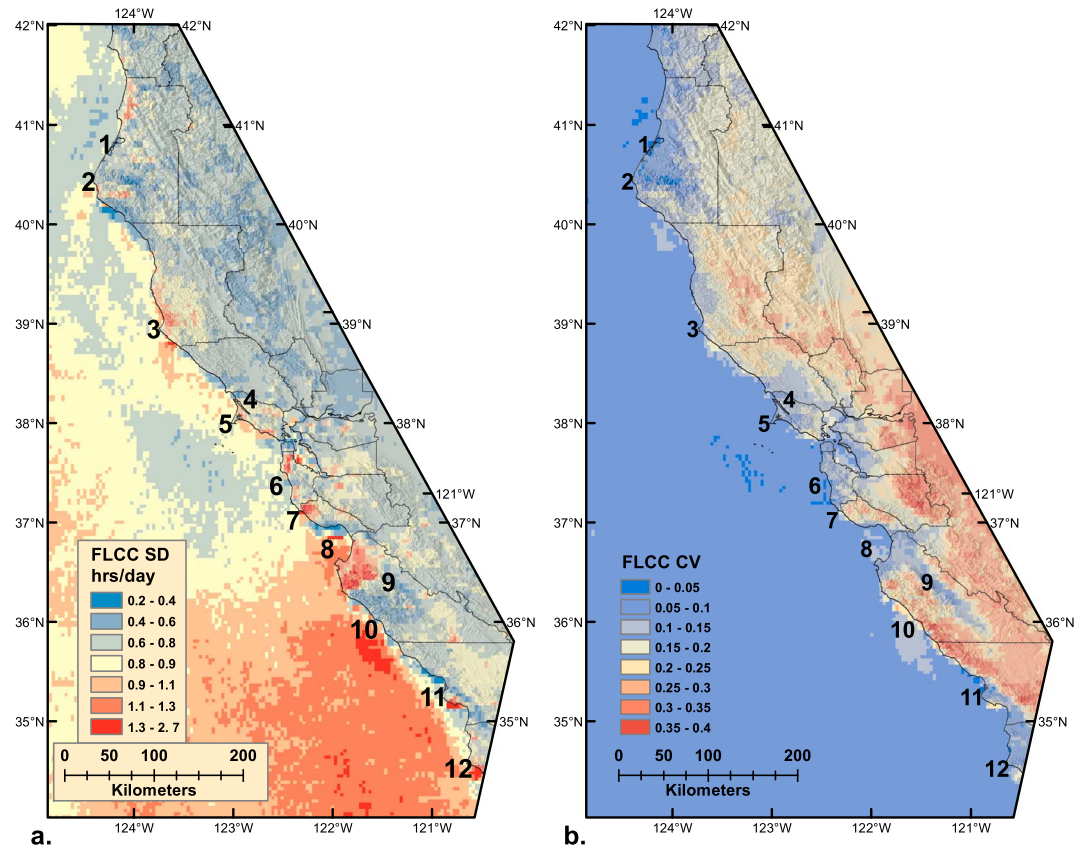 124°W
42°N
42°N
41°N
41°N
1
2
40°N
40°N
39°N
3
39°N
4
38°N
5
38°N
6
121°W
37°N
7
37°N
8
FLCC SD
hrs/day
9
0.2 - 0.4
0.4 - 0.6
36°N
10
36°N
0.6 - 0.8
0.8 - 0.9
0.9 - 1.1
11
1.1 - 1.3
35°N
35°N
1.3 - 2.7
0 50 100 200
12
Kilometers
124°W 123°W 122°W 121°W
a.
124°W
42°N
42°N
41°N
41°N
1
2
40°N
40°N
39°N
3
39°N
4
38°N
5
38°N
6
121°W
37°N
7
37°N
8
FLCC CV
9
0 - 0.05
0.05 - 0.1
36°N
10
36°N
0.1 - 0.15
0.15 - 0.2
0.2 - 0.25
0.25 - 0.3
11
0.3 - 0.35
35°N
35°N
0.35 - 0.4
0 50 100 200
12
Kilometers
124°W 123°W 122°W 121°W
b.